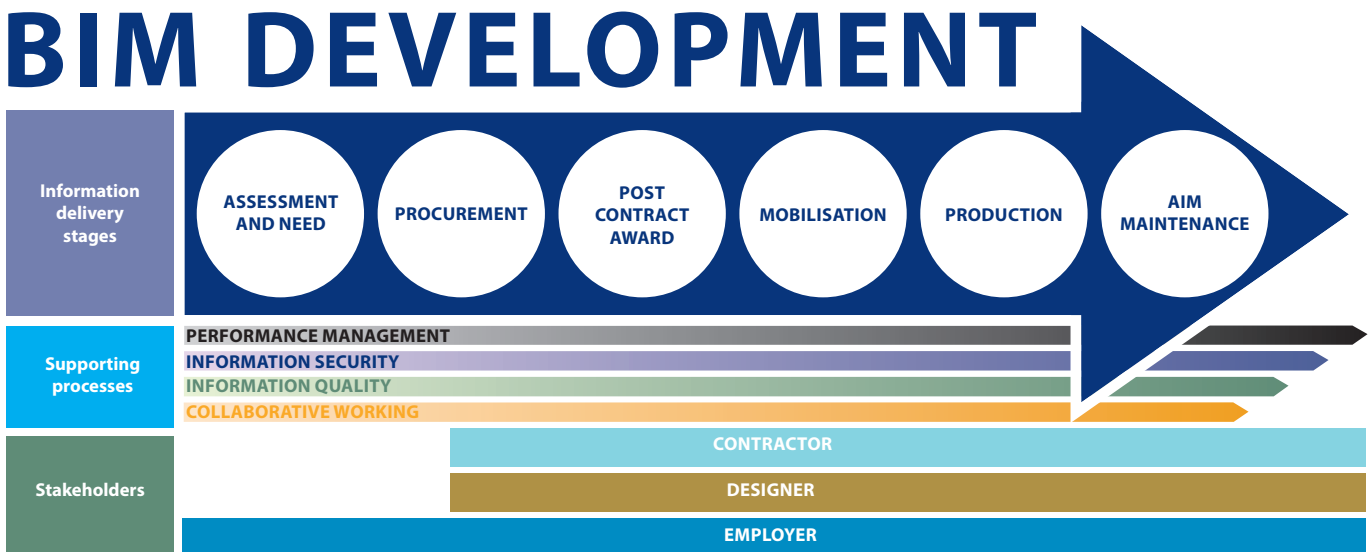 BIM DEVELOPMENT
Information
delivery
stages
ASSESSMENT
AND NEED
PROCUREMENT
POST
CONTRACT
AWARD
MOBILISATION
PRODUCTION
AIM
MAINTENANCE
Supporting
processes
PERFORMANCE MANAGEMENT
INFORMATION SECURITY
INFORMATION QUALITY
COLLABORATIVE WORKING
Stakeholders
CONTRACTOR
DESIGNER
EMPLOYER